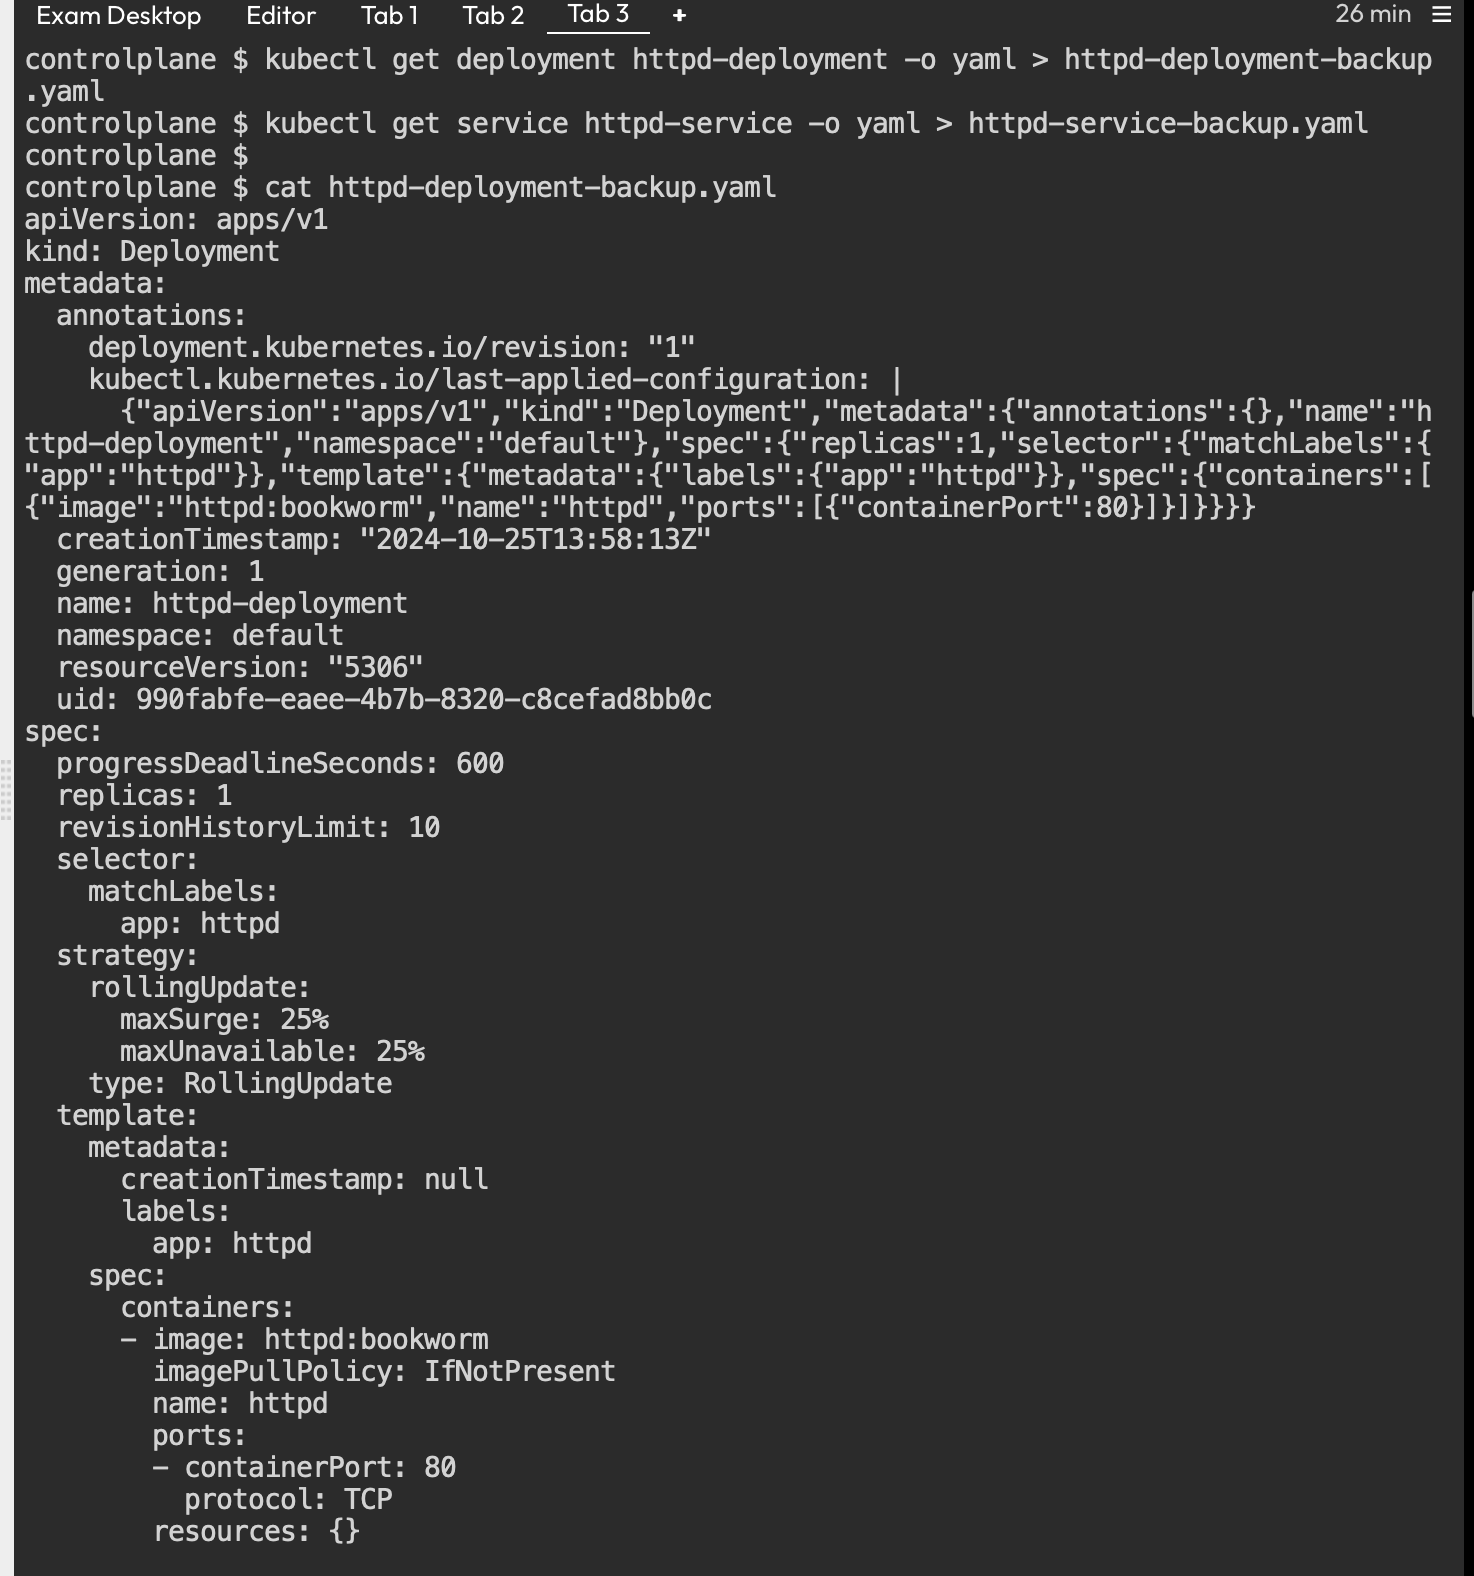 Exam Desktop Editor Tab 1 Tab 2 Tab 3 + 26 min
controlplane $ kubectl get deployment httpd-deployment -o yaml > httpd-deployment-backup
.yaml
controlplane $ kubectl get service httpd-service -o yaml > httpd-service-backup.yaml
controlplane $
controlplane $ cat httpd-deployment-backup.yaml
apiVersion: apps/v1
kind: Deployment
metadata:
  annotations:
    deployment.kubernetes.io/revision: "1"
    kubectl.kubernetes.io/last-applied-configuration: |
      {"apiVersion":"apps/v1","kind":"Deployment","metadata":{"annotations":{},"name":"h
ttpd-deployment","namespace":"default"},"spec":{"replicas":1,"selector":{"matchLabels":{
"app":"httpd"}},"template":{"metadata":{"labels":{"app":"httpd"}},"spec":{"containers":[
{"image":"httpd:bookworm","name":"httpd","ports":[{"containerPort":80}]}]}}}}
  creationTimestamp: "2024-10-25T13:58:13Z"
  generation: 1
  name: httpd-deployment
  namespace: default
  resourceVersion: "5306"
  uid: 990fabfe-eaee-4b7b-8320-c8cefad8bb0c
spec:
  progressDeadlineSeconds: 600
  replicas: 1
  revisionHistoryLimit: 10
  selector:
    matchLabels:
      app: httpd
  strategy:
    rollingUpdate:
      maxSurge: 25%
      maxUnavailable: 25%
    type: RollingUpdate
  template:
    metadata:
      creationTimestamp: null
      labels:
        app: httpd
    spec:
      containers:
      - image: httpd:bookworm
        imagePullPolicy: IfNotPresent
        name: httpd
        ports:
        - containerPort: 80
          protocol: TCP
        resources: {}